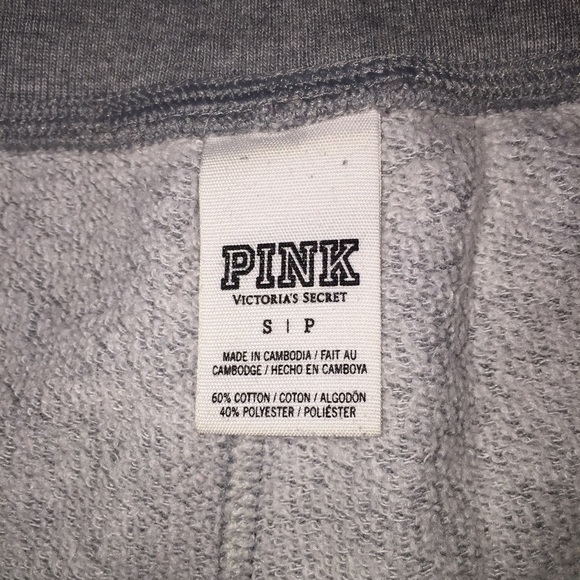 PINK
VICTORIA'S SECRET
S | P
MADE IN CAMBODIA / FAIT AU
CAMBODGE / HECHO EN CAMBOYA
60% COTTON / COTON / ALGODÓN
40% POLYESTER / POLIÉSTER